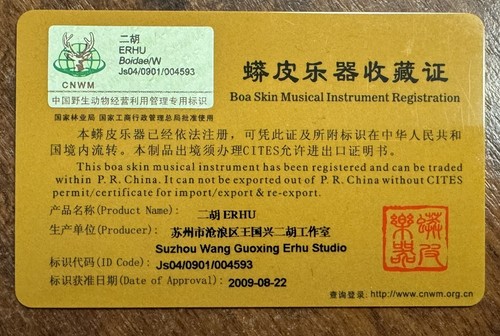 二胡
ERHU
Boidae/W
Js04/0901/004593
CNWM
中国野生动物经营利用管理专用标识
国家林业局 国家工商行政管理总局批准使用
蟒皮乐器收藏证
Boa Skin Musical Instrument Registration
本蟒皮乐器已经依法注册，可凭此证及所附标识在中华人民共和
国境内流转。本制品出境须办理CITES允许进出口证明书。
This boa skin musical instrument has been registered and can be traded
within P. R. China. It can not be exported out of P R. China without CITES
permit/certificate for import/export & re-export.
产品名称(Product Name): 二胡 ERHU
生产单位(Producer): 苏州市沧浪区王国兴二胡工作室
Suzhou Wang Guoxing Erhu Studio
标识代码(ID Code): Js04/0901/004593
标识获准日期(Date of Approval): 2009-08-22
蟒皮
樂器
查询登录: http://www.cnwm.org.cn